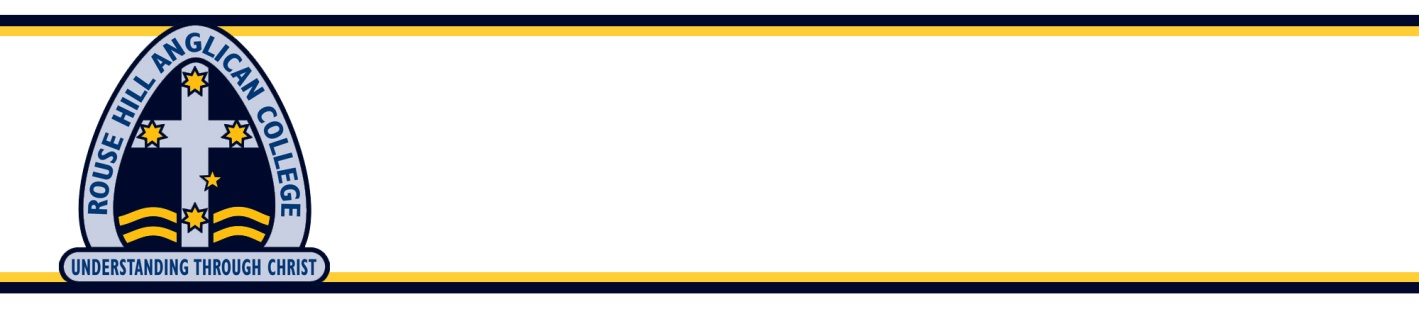 ROUSE HILL ANGLICAN COLLEGE
UNDERSTANDING THROUGH CHRIST